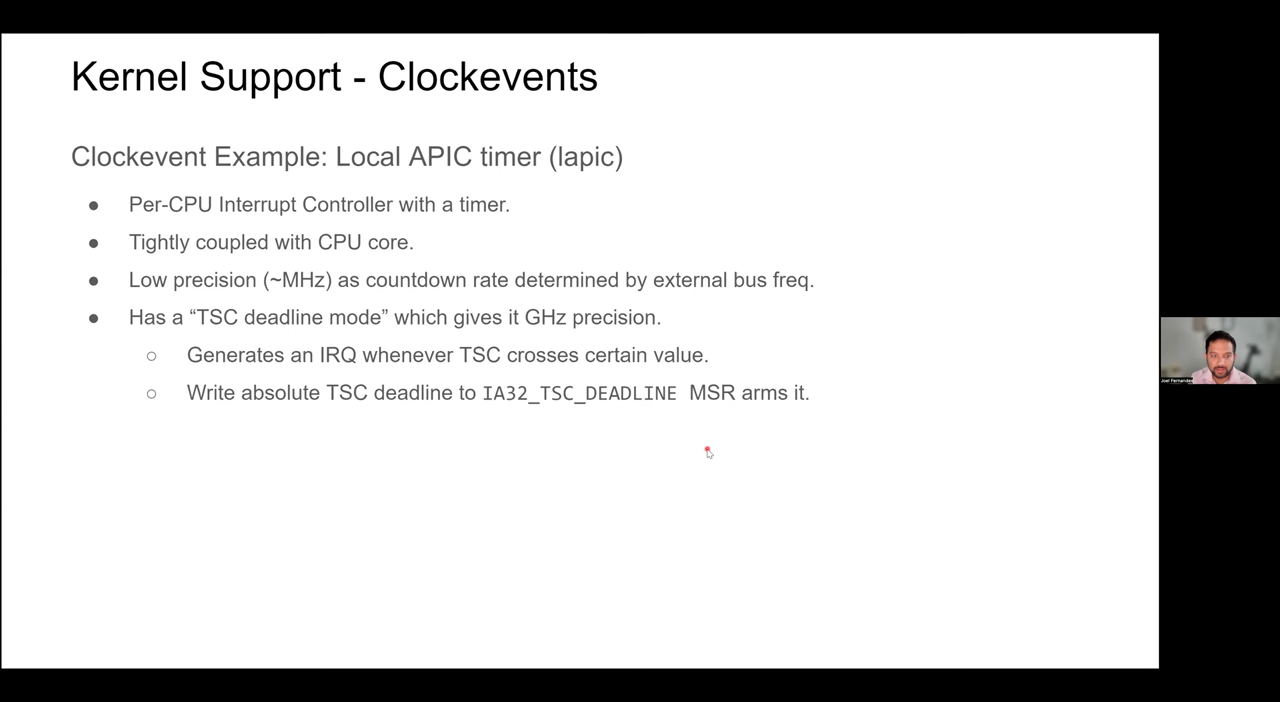 Kernel Support - Clockevents
Clockevent Example: Local APIC timer (lapic)
● Per-CPU Interrupt Controller with a timer.
● Tightly coupled with CPU core.
● Low precision (~MHz) as countdown rate determined by external bus freq.
● Has a “TSC deadline mode” which gives it GHz precision.
○ Generates an IRQ whenever TSC crosses certain value.
○ Write absolute TSC deadline to IA32_TSC_DEADLINE MSR arms it.
Joel Fernandes